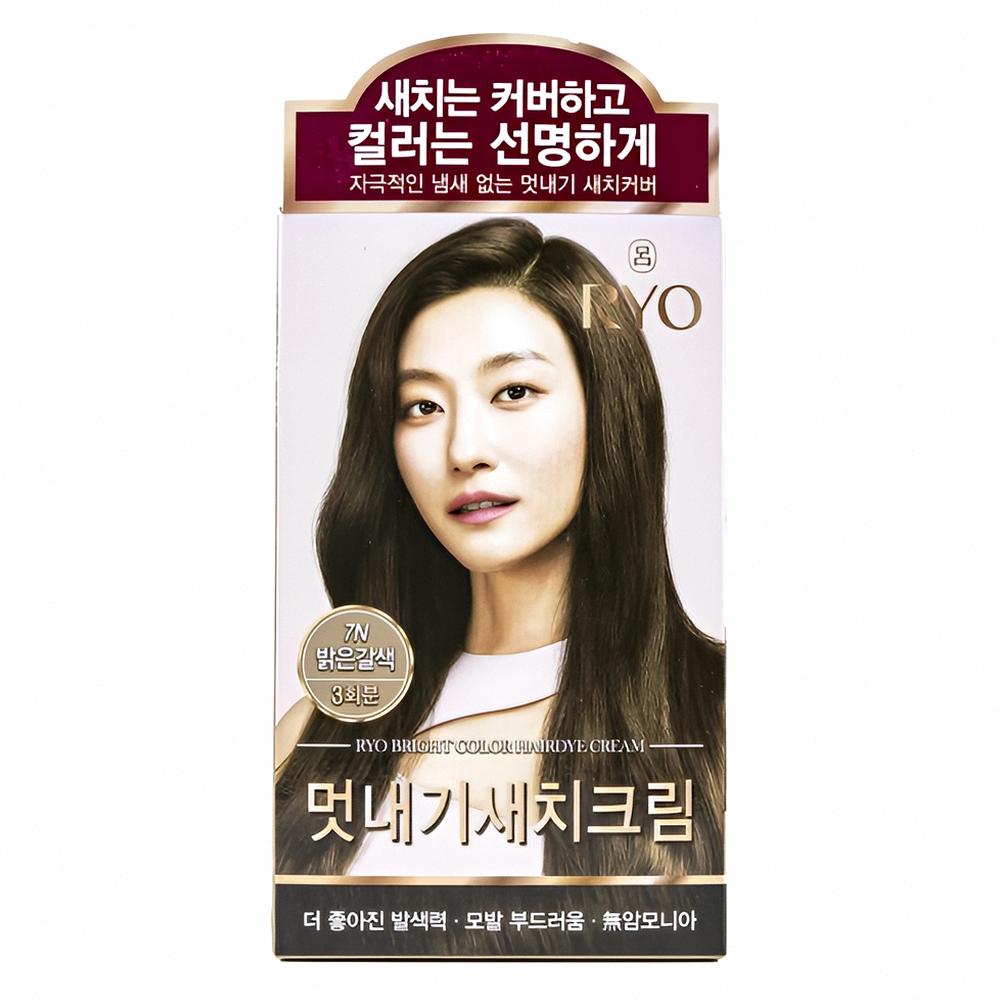 새치는 커버하고
컬러는 선명하게
자극적인 냄새 없는 멋내기 새치커버
呂
RYO
7N
밝은갈색
3회분
RYO BRIGHT COLOR HAIRDYE CREAM
멋내기새치크림
더 좋아진 발색력 · 모발 부드러움 · 無암모니아